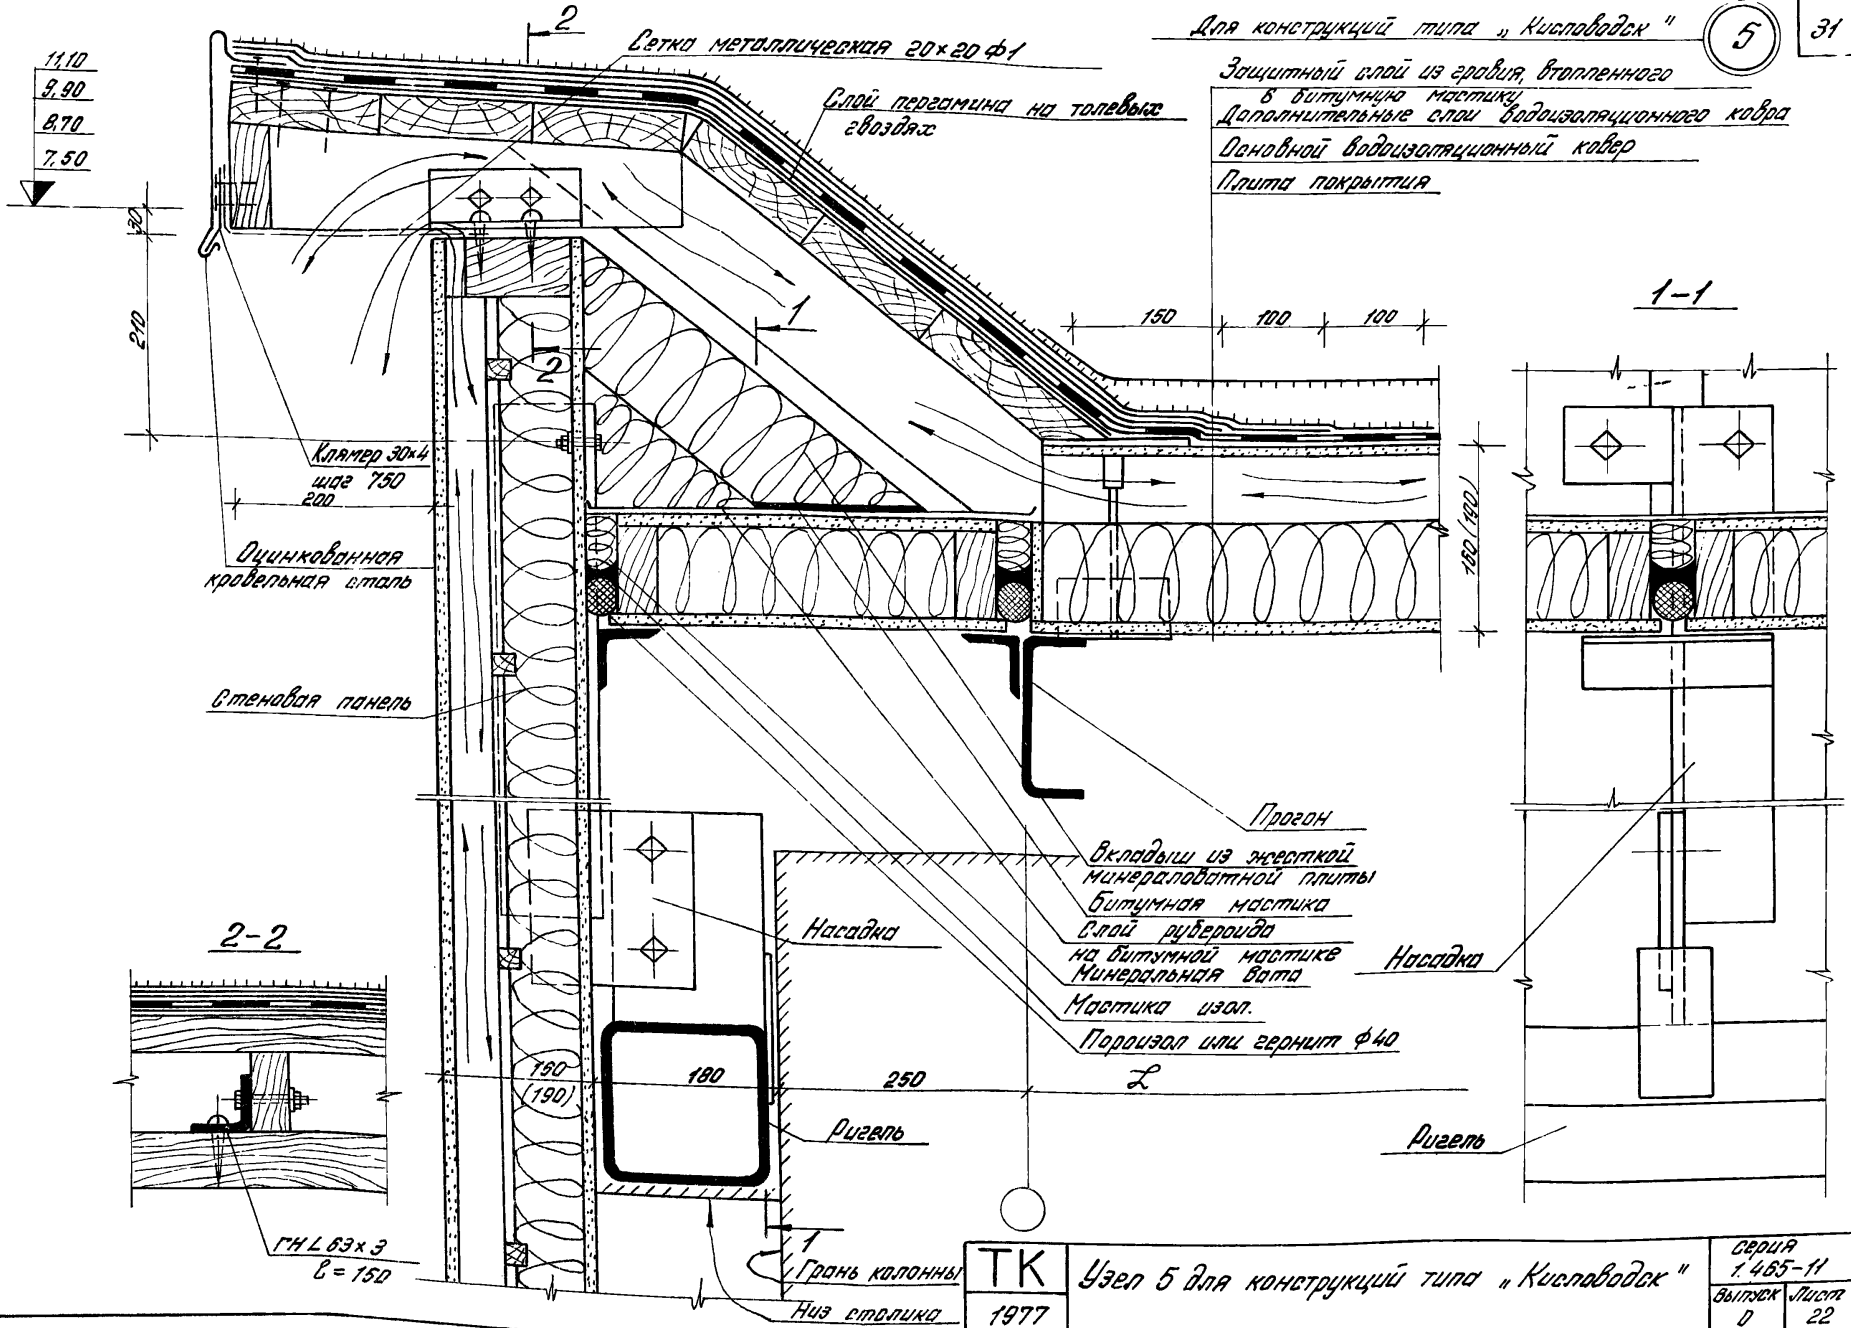 2
Для конструкций типа „Кисловодск"
5
31
11,10
9,90
8,70
7,50
30
210
Сетка металлическая 20×20 ф1
Слой пергамина на толевых
гвоздях
Защитный слой из гравия, втопленного
в битумную мастику
Дополнительные слои водоизоляционного ковра
Основной водоизоляционный ковер
Плита покрытия
1
2
150
100
100
1-1
Клямер 30×4
шаг 750
200
Оцинкованная
кровельная сталь
160 (190)
Стеновая панель
Прогон
Вкладыш из жесткой
минераловатной плиты
Битумная мастика
Слой рубероида
на битумной мастике
Минеральная вата
Мастика изол.
Пороизол или гернит ф40
Насадка
Насадка
2-2
160
(190)
180
250
L
Ригель
Ригель
ГН L 63×3
ℓ=150
1
Грань колонны
Низ столика
ТК
1977
Узел 5 для конструкций типа „Кисловодск"
серия
1.465-11
Выпуск
0
Лист
22